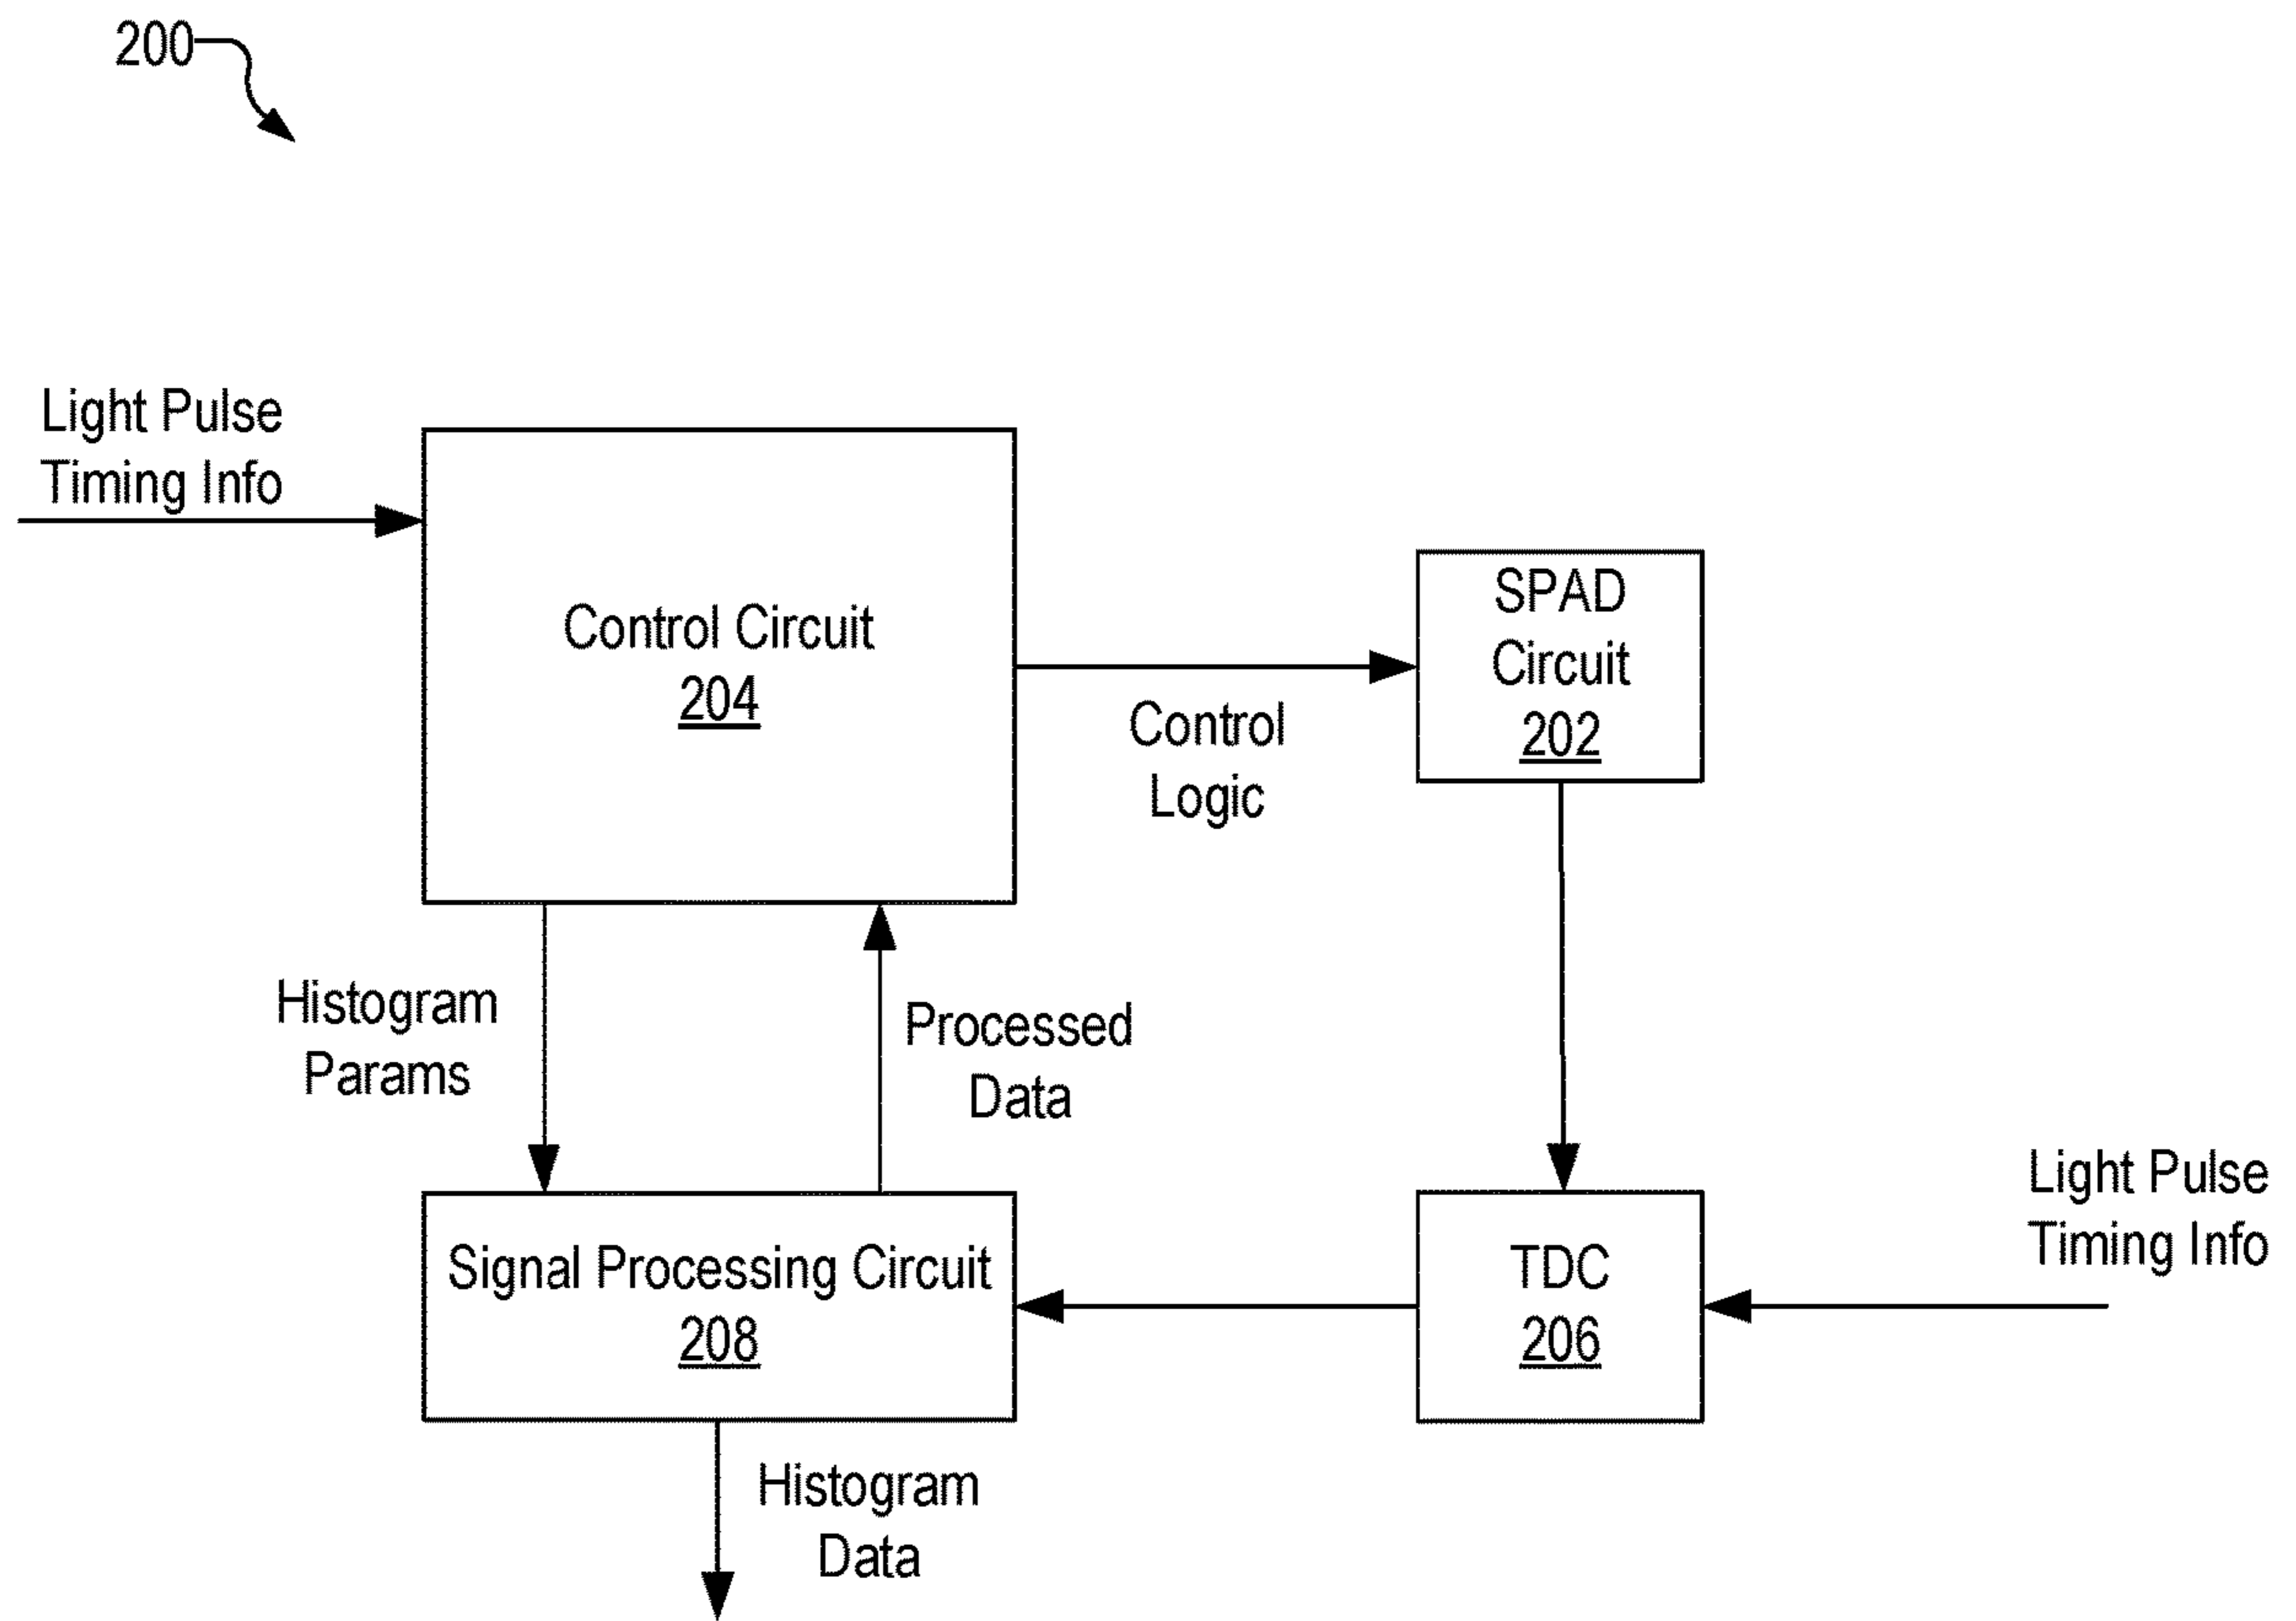 200
Light Pulse
Timing Info
Control Circuit
204
SPAD
Circuit
202
Control
Logic
Histogram
Params
Processed
Data
Light Pulse
Timing Info
Signal Processing Circuit
208
TDC
206
Histogram
Data